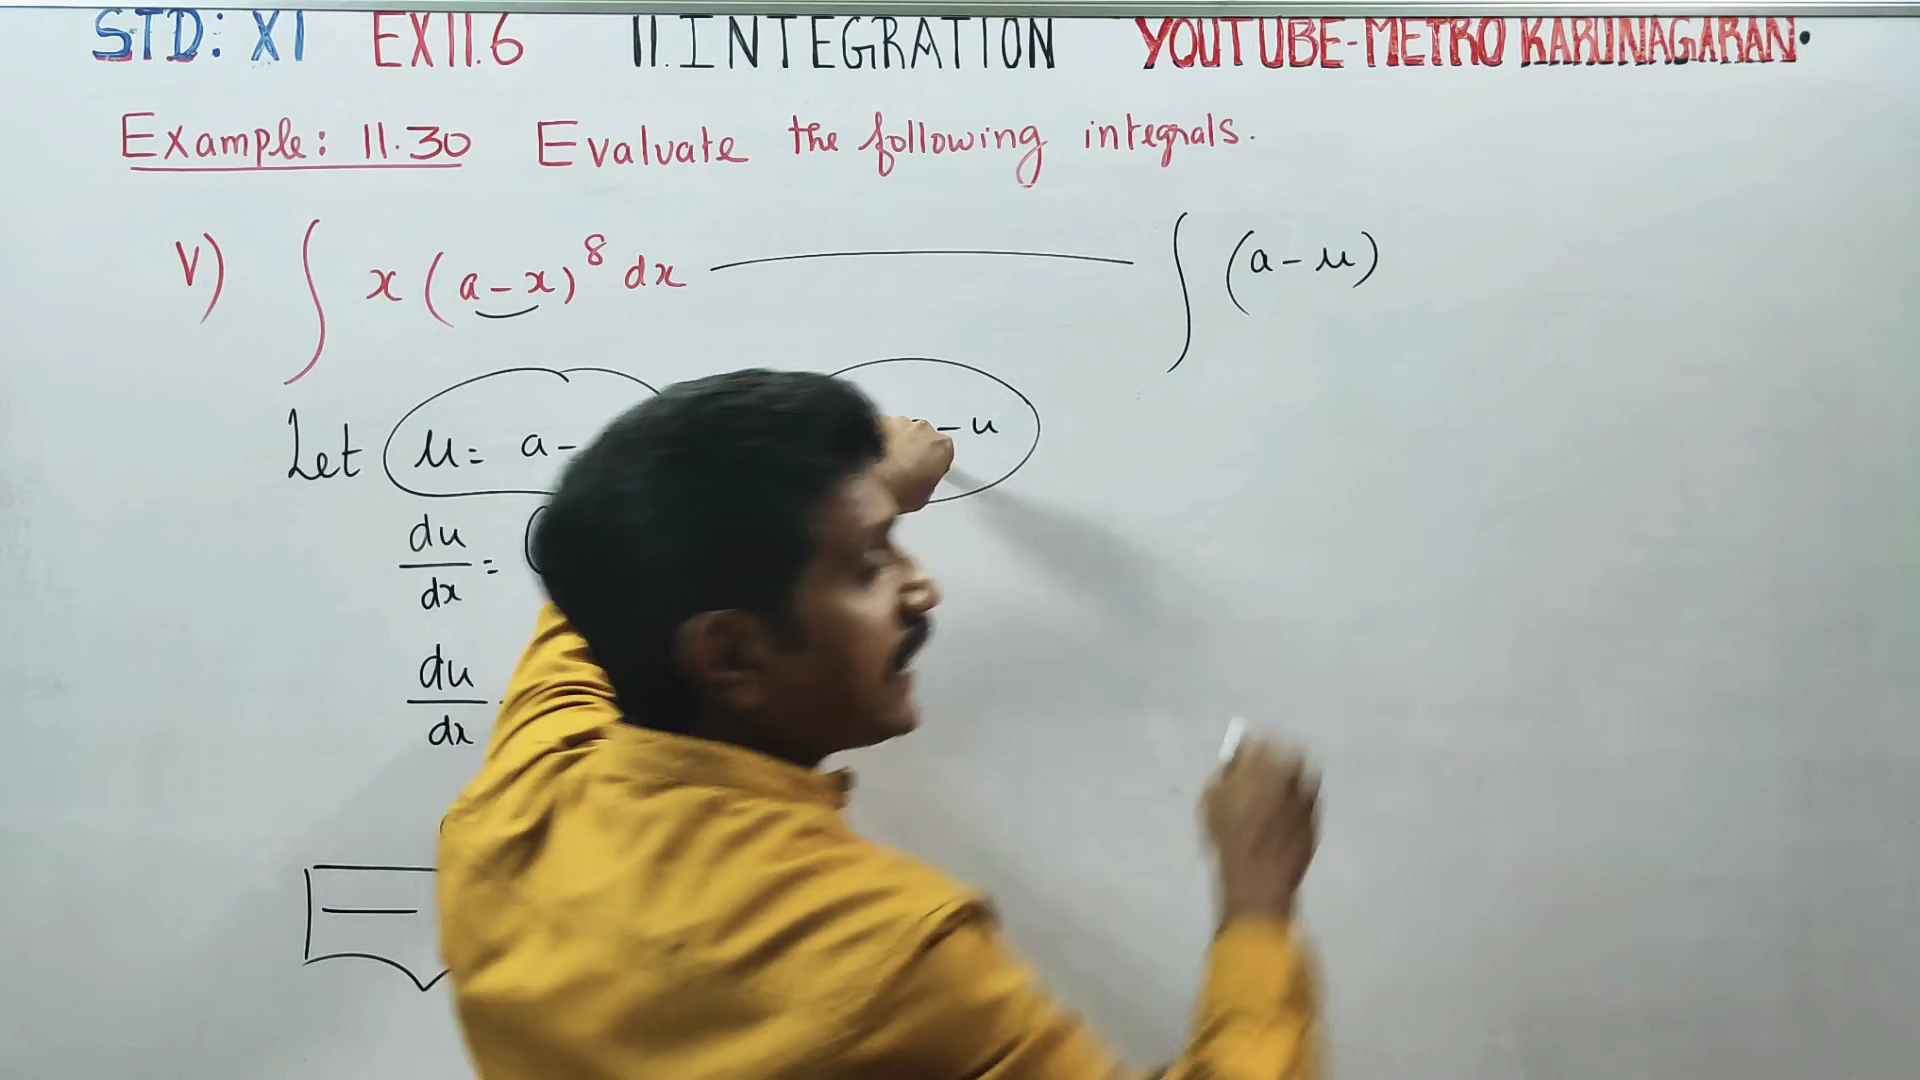 STD: XI EX11.6 11. INTEGRATION YOUTUBE-METRO KARUNAGARAN.
Example: 11.30 Evaluate the following integrals.
V) ∫ x (a - x)⁸ dx ∫ (a - u)
Let u = a - - u
du/dx =
du/dx